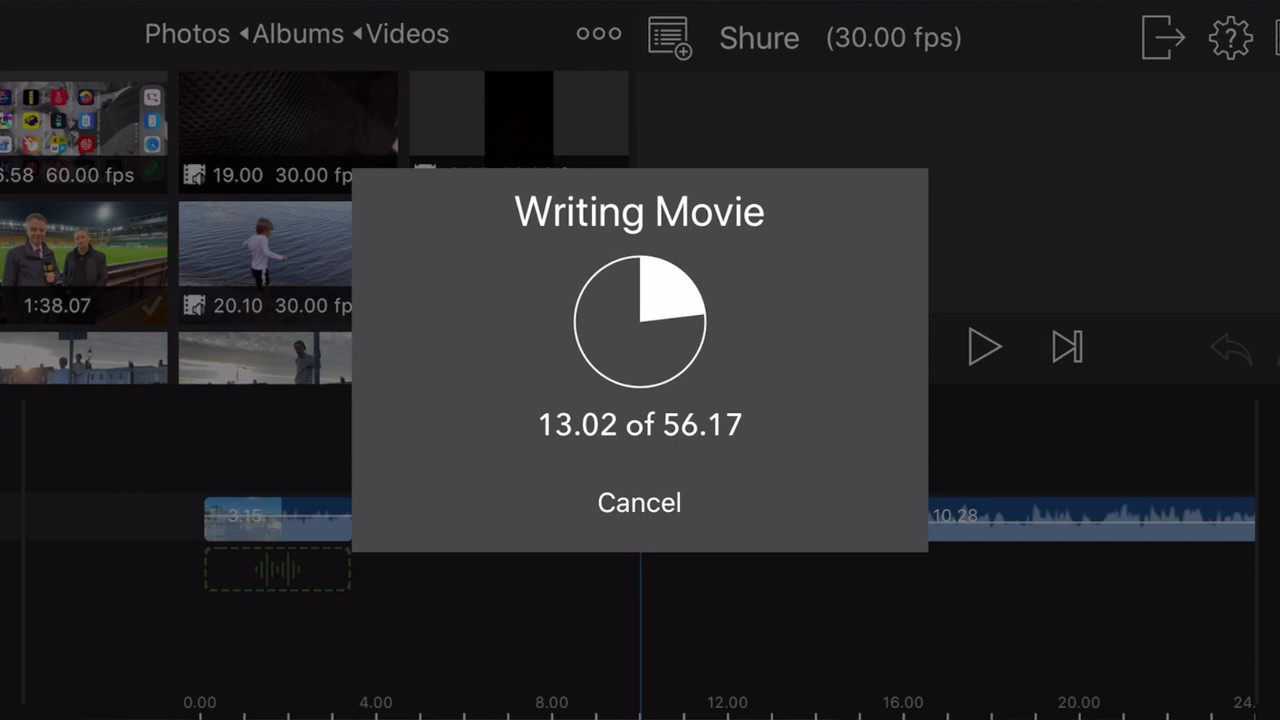 Photos Albums Videos
Shure (30.00 fps)
6.58 60.00 fps
19.00 30.00 fp
1:38.07
20.10 30.00 fp
Writing Movie
13.02 of 56.17
Cancel
3.15
10.28
0.00 4.00 8.00 12.00 16.00 20.00 24.